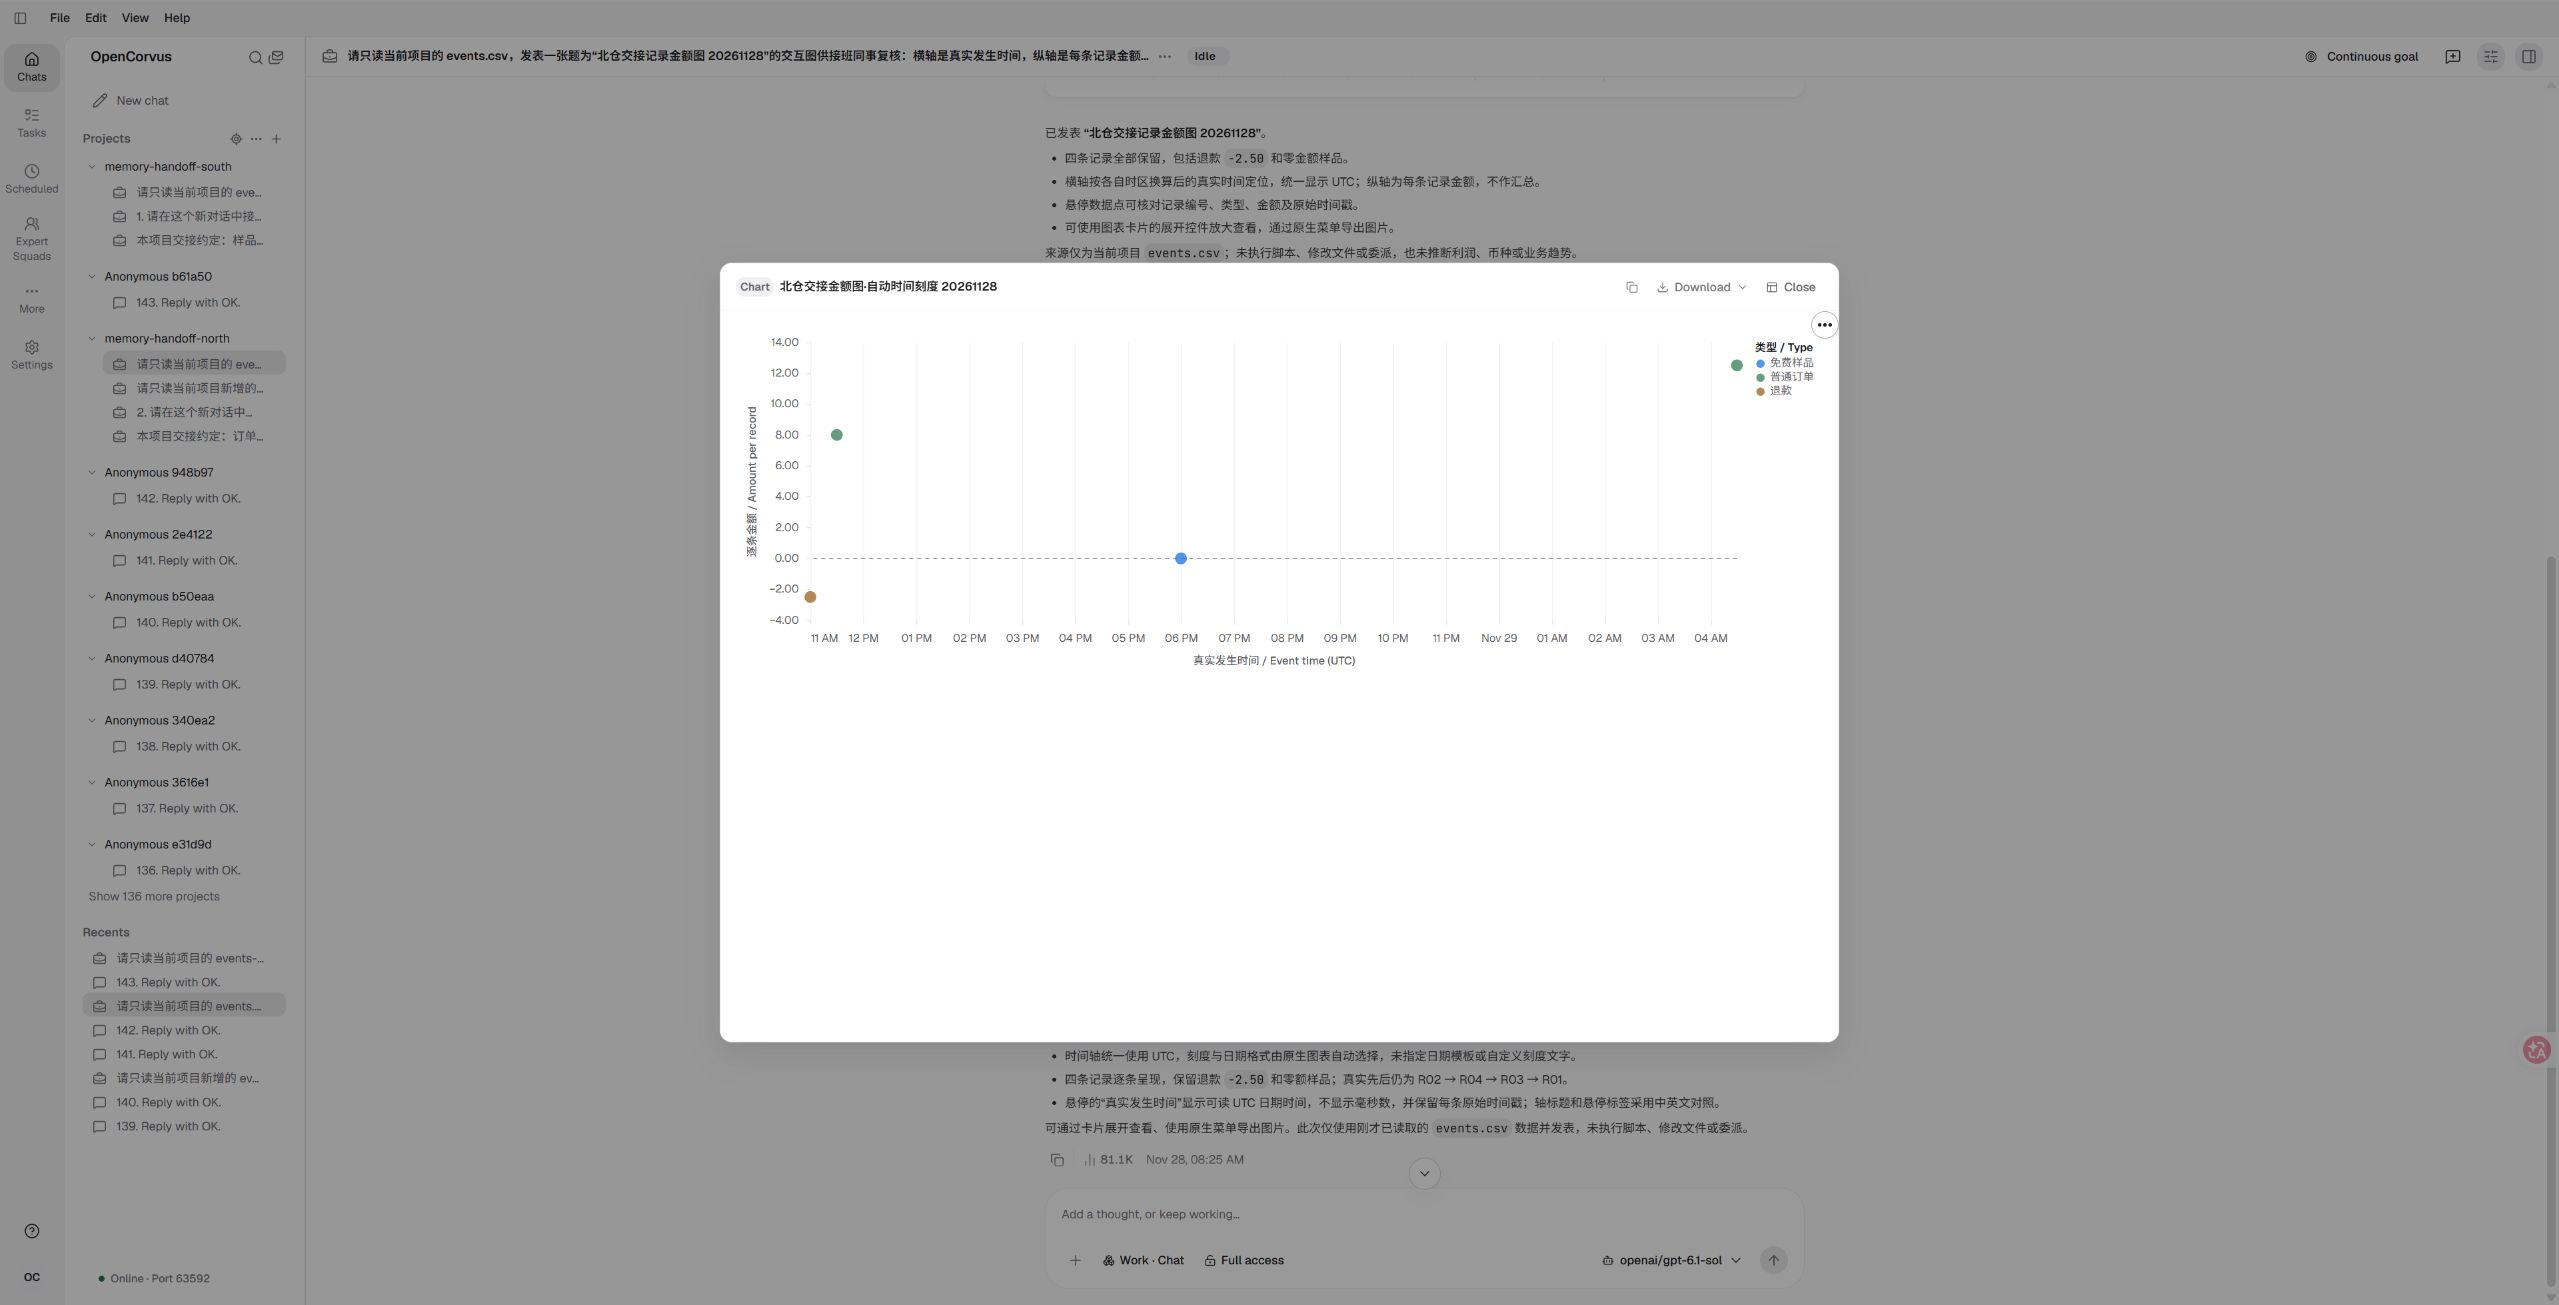 File Edit View Help
Chats
Tasks
Scheduled
Expert
Squads
More
Settings
OC
OpenCorvus
New chat
Projects
memory-handoff-south
请只读当前项目的 eve...
1. 请在这个新对话中接...
本项目交接约定：样品...
Anonymous b61a50
143. Reply with OK.
memory-handoff-north
请只读当前项目的 eve...
请只读当前项目新增的...
2. 请在这个新对话中...
本项目交接约定：订单...
Anonymous 948b97
142. Reply with OK.
Anonymous 2e4122
141. Reply with OK.
Anonymous b50eaa
140. Reply with OK.
Anonymous d40784
139. Reply with OK.
Anonymous 340ea2
138. Reply with OK.
Anonymous 3616e1
137. Reply with OK.
Anonymous e31d9d
136. Reply with OK.
Show 136 more projects
Recents
请只读当前项目的 events-...
143. Reply with OK.
请只读当前项目的 events....
142. Reply with OK.
141. Reply with OK.
请只读当前项目新增的 ev...
140. Reply with OK.
139. Reply with OK.
Online · Port 63592
请只读当前项目的 events.csv，发表一张题为“北仓交接记录金额图 20261128”的交互图供接班同事复核：横轴是真实发生时间，纵轴是每条记录金额... ··· Idle
Continuous goal
已发表 “北仓交接记录金额图 20261128”。
• 四条记录全部保留，包括退款 -2.50 和零金额样品。
• 横轴按各自时区换算后的真实时间定位，统一显示 UTC；纵轴为每条记录金额，不作汇总。
• 悬停数据点可核对记录编号、类型、金额及原始时间戳。
• 可使用图表卡片的展开控件放大查看，通过原生菜单导出图片。
来源仅为当前项目 events.csv；未执行脚本、修改文件或委派，也未推断利润、币种或业务趋势。
Chart 北仓交接金额图·自动时间刻度 20261128
Download Close
逐条金额 / Amount per record
14.00
12.00
10.00
8.00
6.00
4.00
2.00
0.00
−2.00
−4.00
11 AM 12 PM 01 PM 02 PM 03 PM 04 PM 05 PM 06 PM 07 PM 08 PM 09 PM 10 PM 11 PM Nov 29 01 AM 02 AM 03 AM 04 AM
真实发生时间 / Event time (UTC)
类型 / Type
免费样品
普通订单
退款
• 时间轴统一使用 UTC，刻度与日期格式由原生图表自动选择，未指定日期模板或自定义刻度文字。
• 四条记录逐条呈现，保留退款 -2.50 和零额样品；真实先后仍为 R02 → R04 → R03 → R01。
• 悬停的“真实发生时间”显示可读 UTC 日期时间，不显示毫秒数，并保留每条原始时间戳；轴标题和悬停标签采用中英文对照。
可通过卡片展开查看、使用原生菜单导出图片。此次仅使用刚才已读取的 events.csv 数据并发表，未执行脚本、修改文件或委派。
81.1K Nov 28, 08:25 AM
Add a thought, or keep working...
Work · Chat Full access
openai/gpt-6.1-sol